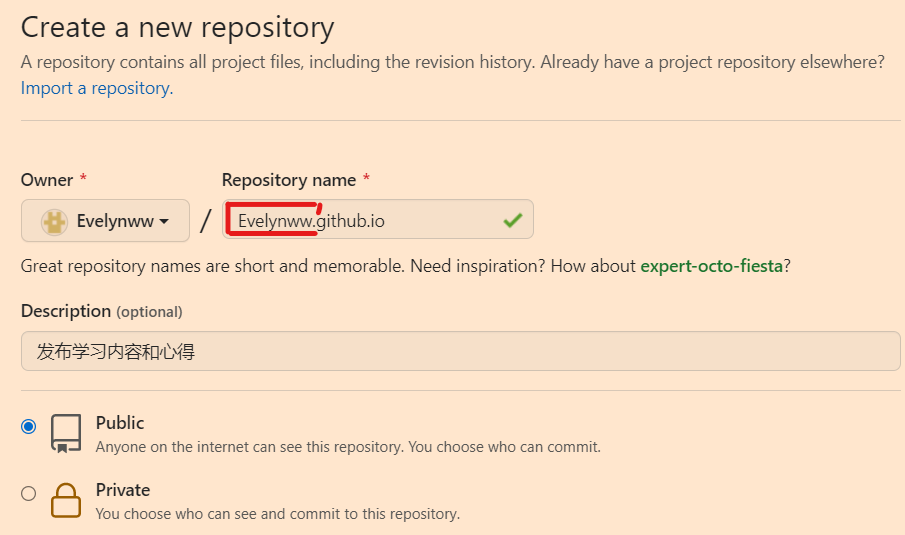 Create a new repository
A repository contains all project files, including the revision history. Already have a project repository elsewhere?
Import a repository.
Owner * Repository name *
Evelynww / Evelynww.github.io
Great repository names are short and memorable. Need inspiration? How about expert-octo-fiesta?
Description (optional)
发布学习内容和心得
Public
Anyone on the internet can see this repository. You choose who can commit.
Private
You choose who can see and commit to this repository.